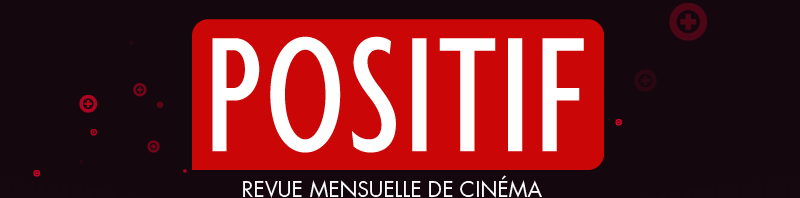 POSITIF
REVUE MENSUELLE DE CINÉMA